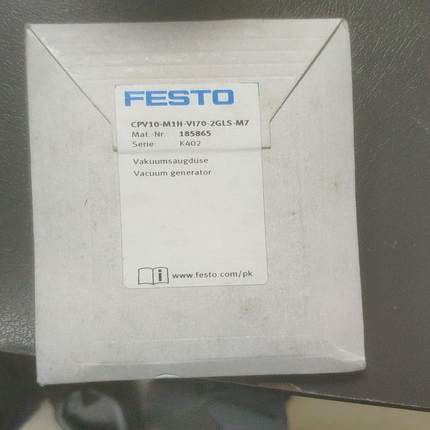 FESTO
CPV10-M1H-VI70-2GLS-M7
Mat.-Nr: 185865
Serie: K402
Vakuumsaugdüse
Vacuum generator
www.festo.com/pk